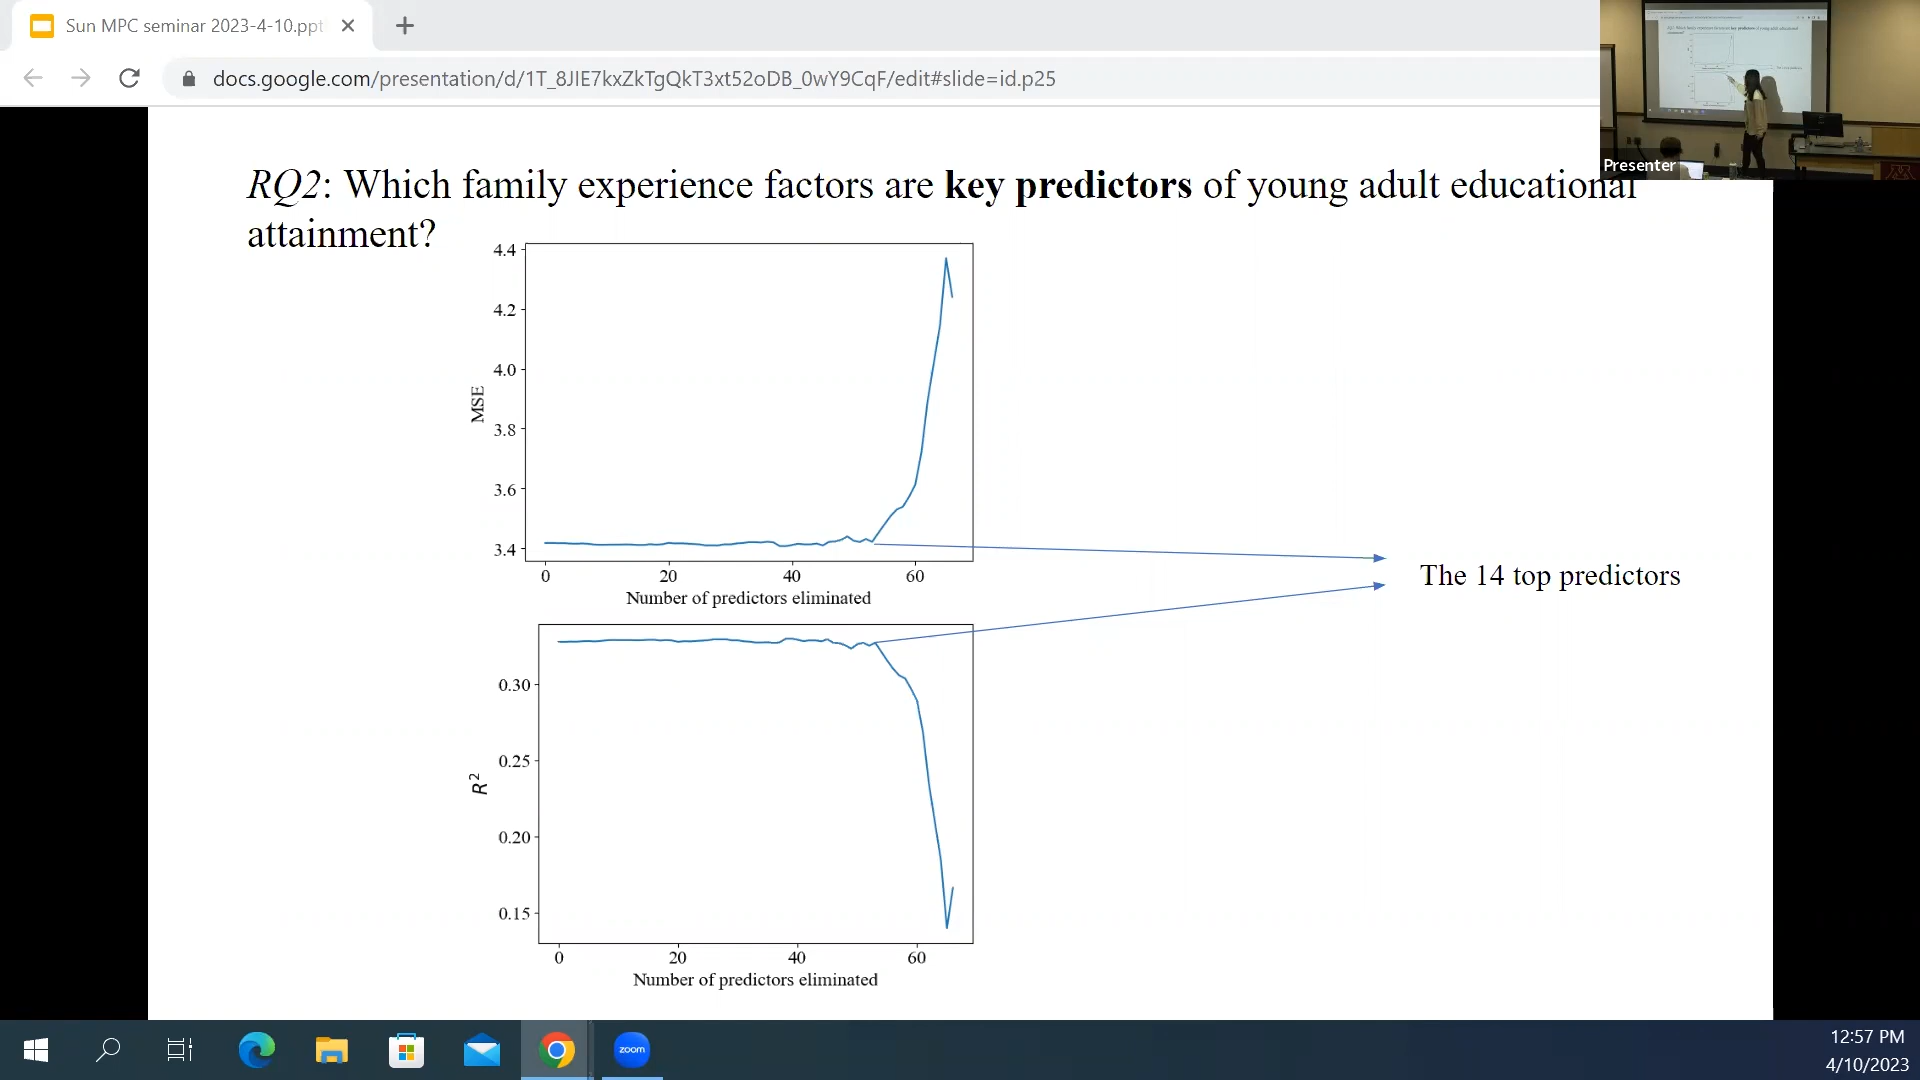 Sun MPC seminar 2023-4-10.ppt
docs.google.com/presentation/d/1T_8JIE7kxZkTgQkT3xt52oDB_0wY9CqF/edit#slide=id.p25
Presenter
RQ2: Which family experience factors are key predictors of young adult educational
attainment?
4.4
4.2
4.0
3.8
3.6
3.4
MSE
0 20 40 60
Number of predictors eliminated
The 14 top predictors
0.30
0.25
0.20
0.15
R²
0 20 40 60
Number of predictors eliminated
zoom
12:57 PM
4/10/2023